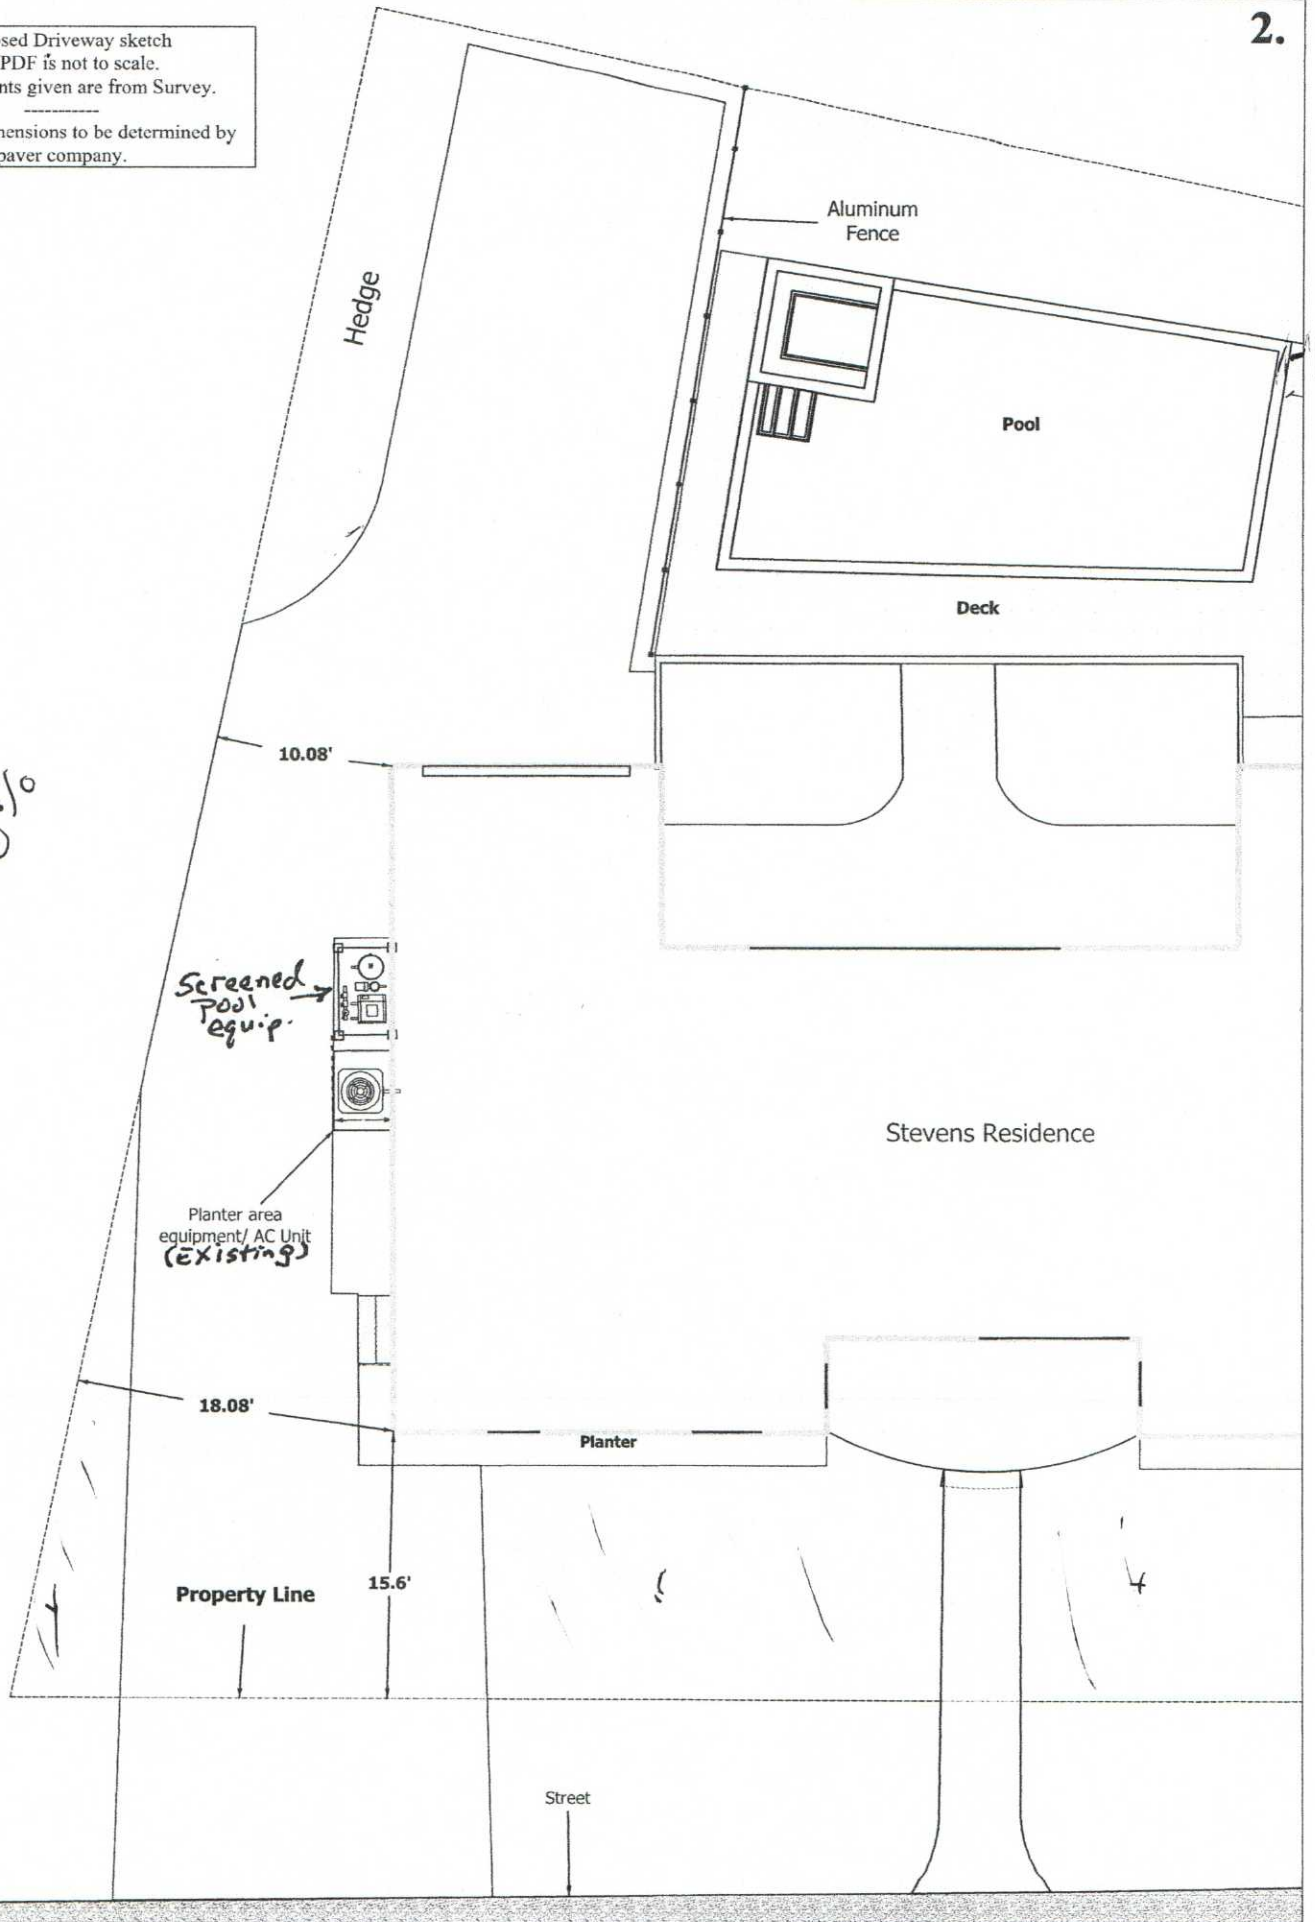 2.
sed Driveway sketch
PDF is not to scale.
nts given are from Survey.
-----------
mensions to be determined by
paver company.
Aluminum
Fence
Hedge
Pool
Deck
10.08'
Screened
pool
equip.
Stevens Residence
Planter area
equipment/ AC Unit
(Existing)
18.08'
Planter
15.6'
Property Line
Street